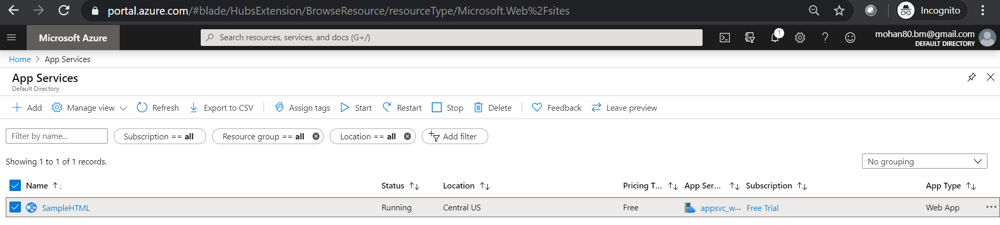 portal.azure.com/#blade/HubsExtension/BrowseResource/resourceType/Microsoft.Web%2Fsites Incognito
Microsoft Azure Search resources, services, and docs (G+/) 1 mohan80.bm@gmail.com
DEFAULT DIRECTORY
Home > App Services
App Services
Default Directory
Add Manage view Refresh Export to CSV Assign tags Start Restart Stop Delete Feedback Leave preview
Filter by name... Subscription == all Resource group == all Location == all Add filter
Showing 1 to 1 of 1 records. No grouping
Name Status Location Pricing T... App Ser... Subscription App Type
SampleHTML Running Central US Free appsvc_w... Free Trial Web App ...